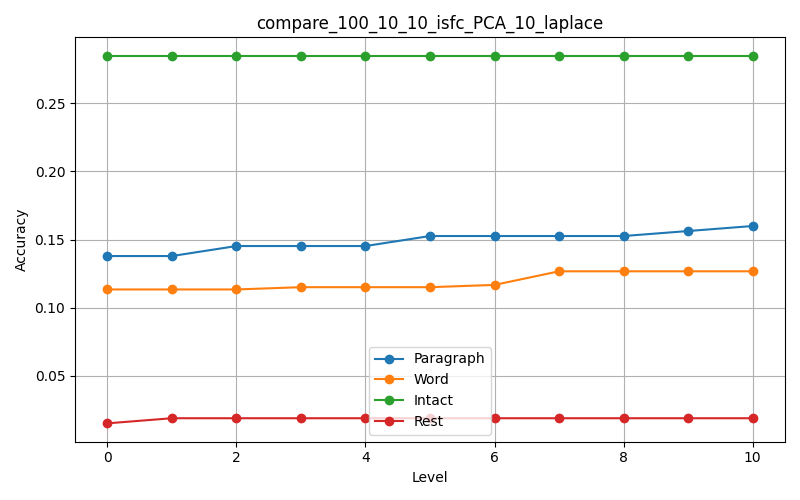 compare_100_10_10_isfc_PCA_10_laplace
Accuracy
0.25
0.20
0.15
0.10
0.05
Paragraph
Word
Intact
Rest
0 2 4 6 8 10
Level